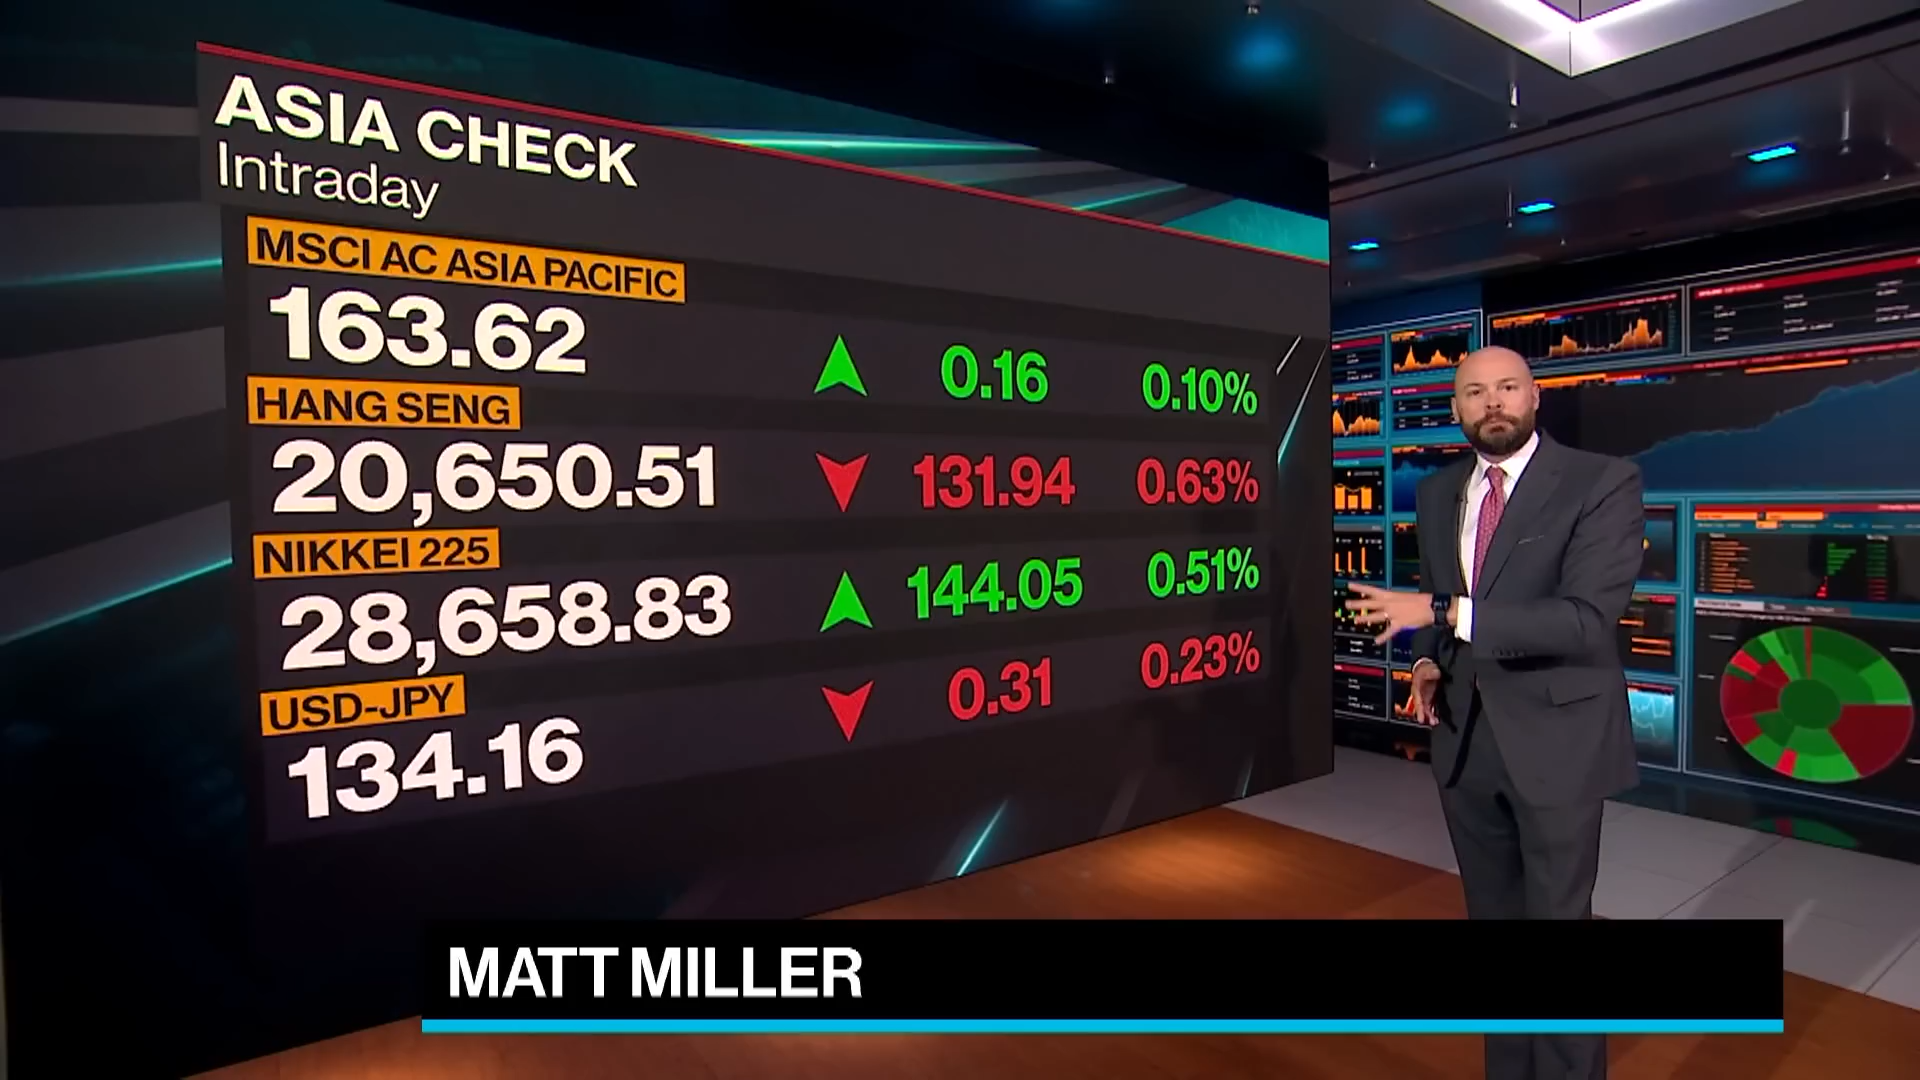 ASIA CHECK
Intraday
MSCI AC ASIA PACIFIC
163.62 0.16 0.10%
HANG SENG
20,650.51 131.94 0.63%
NIKKEI 225
28,658.83 144.05 0.51%
USD-JPY
134.16 0.31 0.23%
MATT MILLER